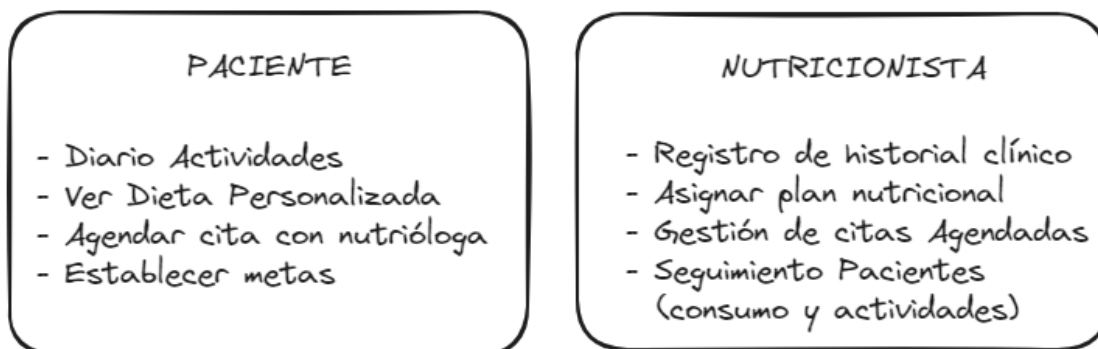 PACIENTE
- Diario Actividades
- Ver Dieta Personalizada
- Agendar cita con nutrióloga
- Establecer metas
NUTRICIONISTA
- Registro de historial clínico
- Asignar plan nutricional
- Gestión de citas Agendadas
- Seguimiento Pacientes
(consumo y actividades)